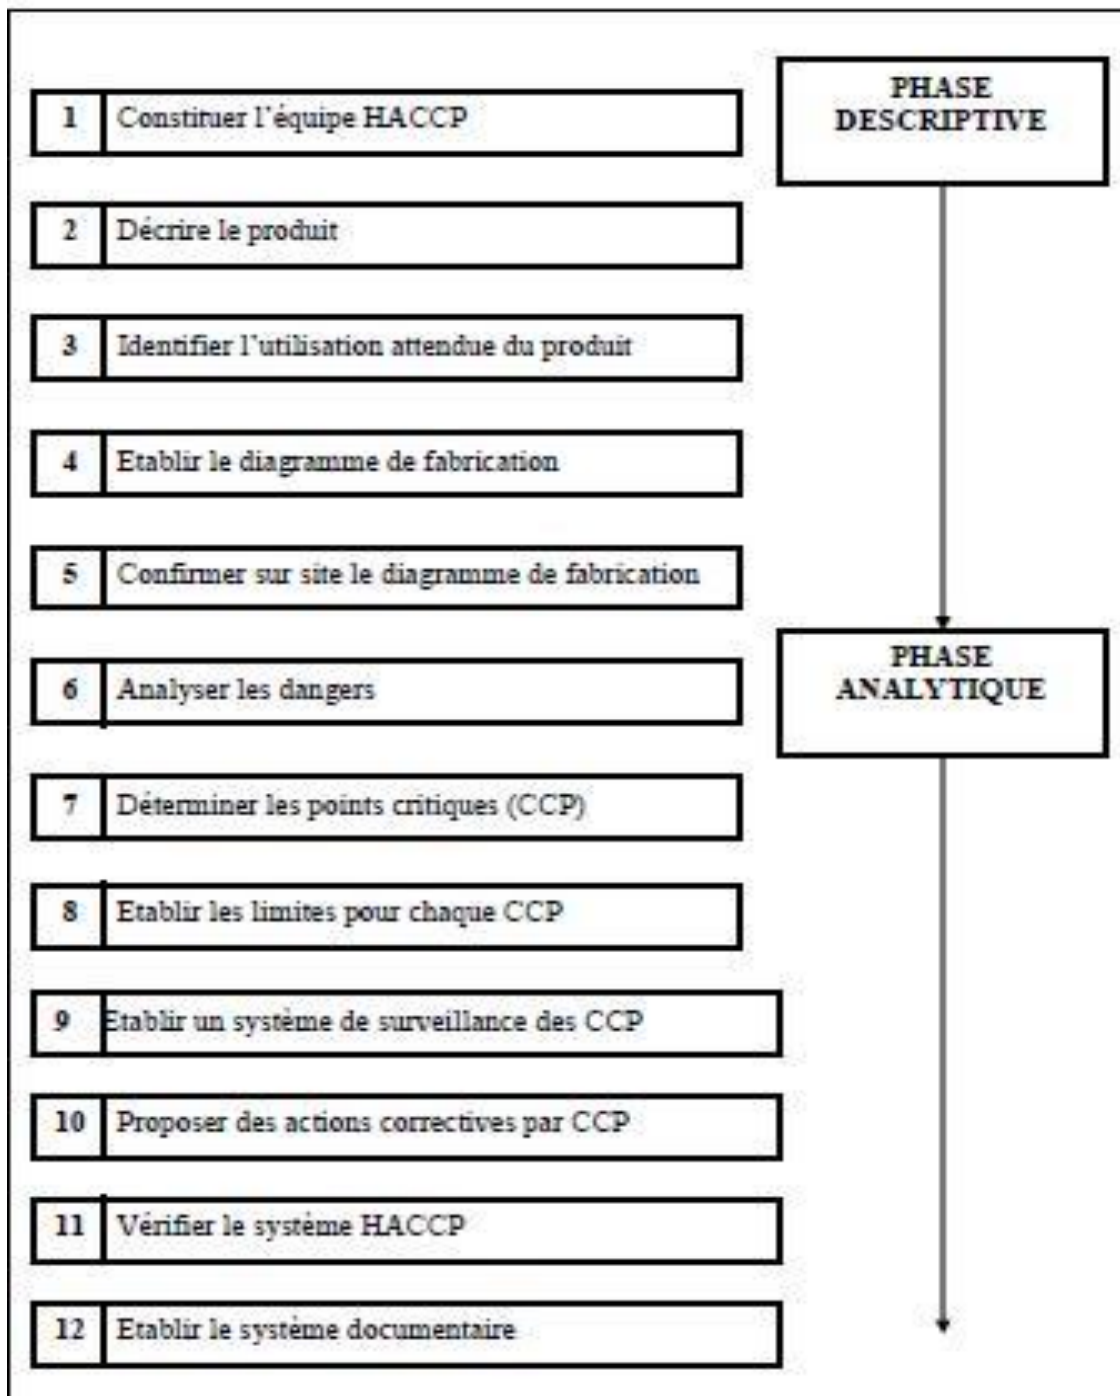 1 Constituer l'équipe HACCP
PHASE
DESCRIPTIVE
2 Décrire le produit
3 Identifier l'utilisation attendue du produit
4 Etablir le diagramme de fabrication
5 Confirmer sur site le diagramme de fabrication
PHASE
ANALYTIQUE
6 Analyser les dangers
7 Déterminer les points critiques (CCP)
8 Etablir les limites pour chaque CCP
9 Etablir un système de surveillance des CCP
10 Proposer des actions correctives par CCP
11 Vérifier le système HACCP
12 Etablir le système documentaire